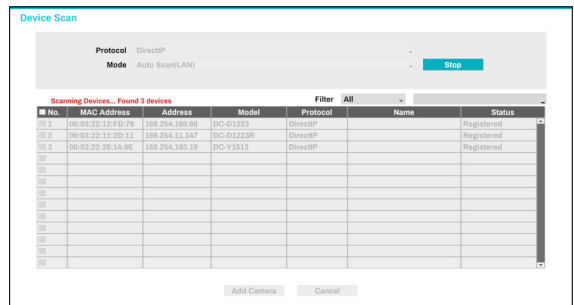 Device Scan
Protocol DirectIP
Mode Auto Scan(LAN) Stop
Scanning Devices... Found 3 devices Filter All
No. MAC Address Address Model Protocol Name Status
1 00:03:22:12:FD:79 169.254.180.60 DC-D1223 DirectIP Registered
2 00:03:22:11:2D:11 169.254.11.147 DC-D1223R DirectIP Registered
3 00:03:22:26:14:0E 169.254.193.19 DC-Y1513 DirectIP Registered
Add Camera Cancel